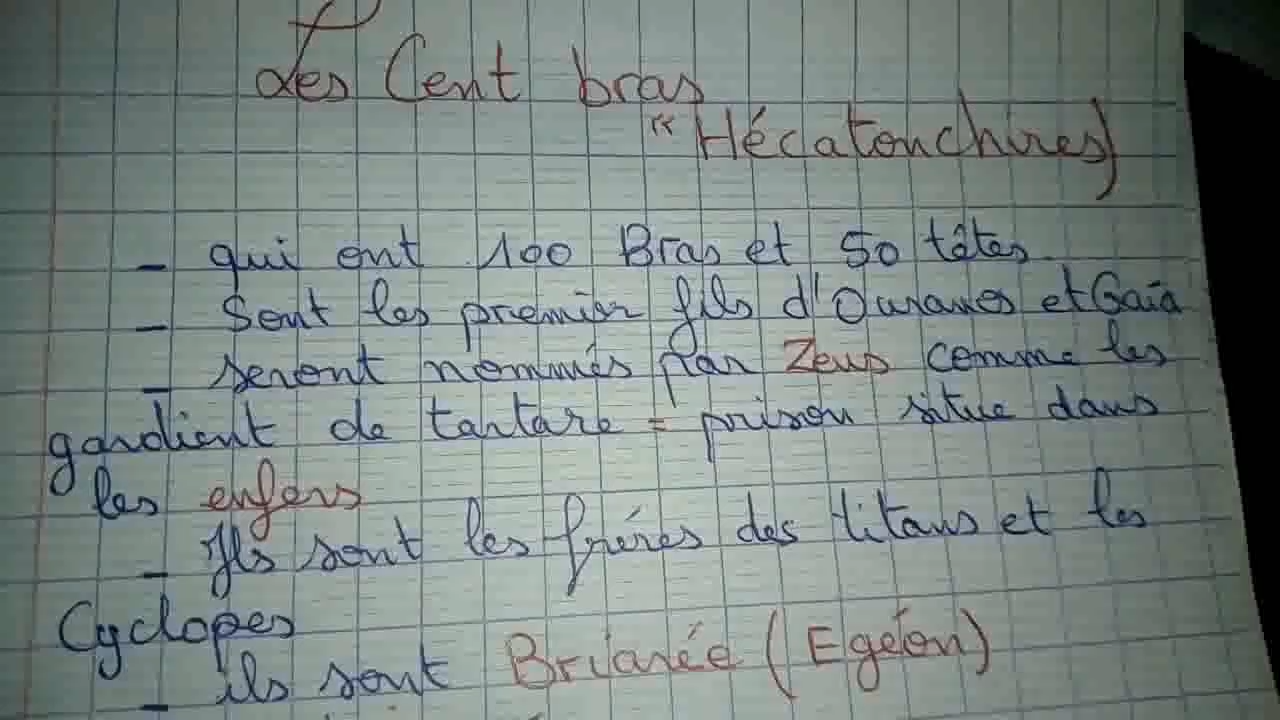 Les Cent bras
"Hécatonchires)
- qui ont 100 Bras et 50 têtes
- Sont les premier fils d'Ouranos et Gaïa
- seront nommés par Zeus comme les
gardient de tartare = prison situe dans
les enfers
- Ils sont les fréres des titans et les
Cyclopes
- ils sont Briarée (Egéon)